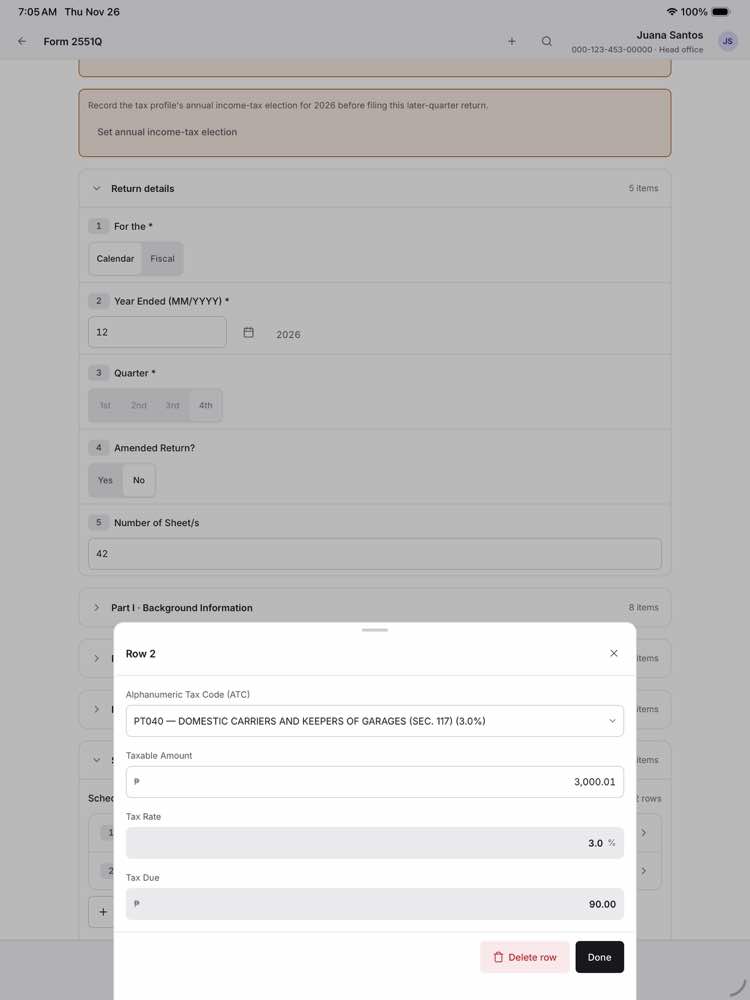 7:05 AM Thu Nov 26
100%
Form 2551Q
Juana Santos
000-123-453-00000 · Head office
JS
Record the tax profile's annual income-tax election for 2026 before filing this later-quarter return.
Set annual income-tax election
Return details
5 items
1 For the *
Calendar Fiscal
2 Year Ended (MM/YYYY) *
12 2026
3 Quarter *
1st 2nd 3rd 4th
4 Amended Return?
Yes No
5 Number of Sheet/s
42
Part I · Background Information
8 items
items
items
items
Sched
rows
1
2
Row 2
Alphanumeric Tax Code (ATC)
PT040 — DOMESTIC CARRIERS AND KEEPERS OF GARAGES (SEC. 117) (3.0%)
Taxable Amount
₱ 3,000.01
Tax Rate
3.0 %
Tax Due
₱ 90.00
Delete row
Done